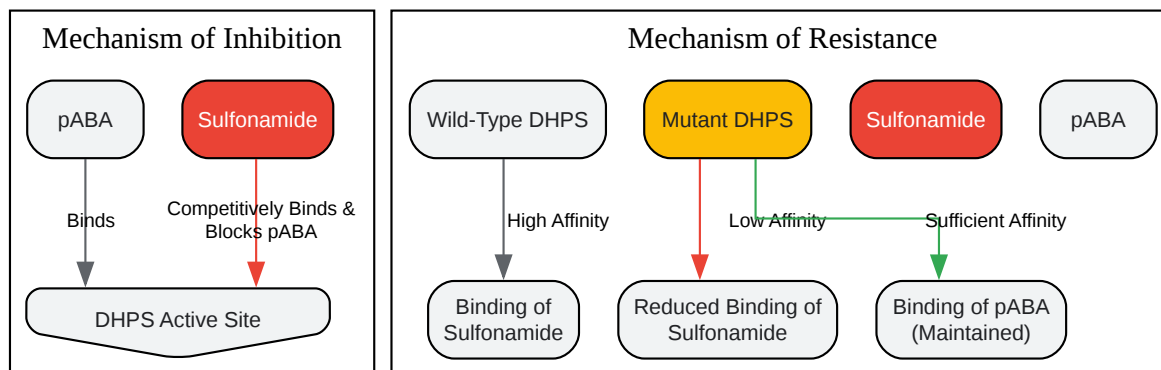 Mechanism of Inhibition
pABA
Sulfonamide
Binds
Competitively Binds &
Blocks pABA
DHPS Active Site
Mechanism of Resistance
Wild-Type DHPS
Mutant DHPS
Sulfonamide
pABA
High Affinity
Low Affinity
Sufficient Affinity
Binding of
Sulfonamide
Reduced Binding of
Sulfonamide
Binding of pABA
(Maintained)